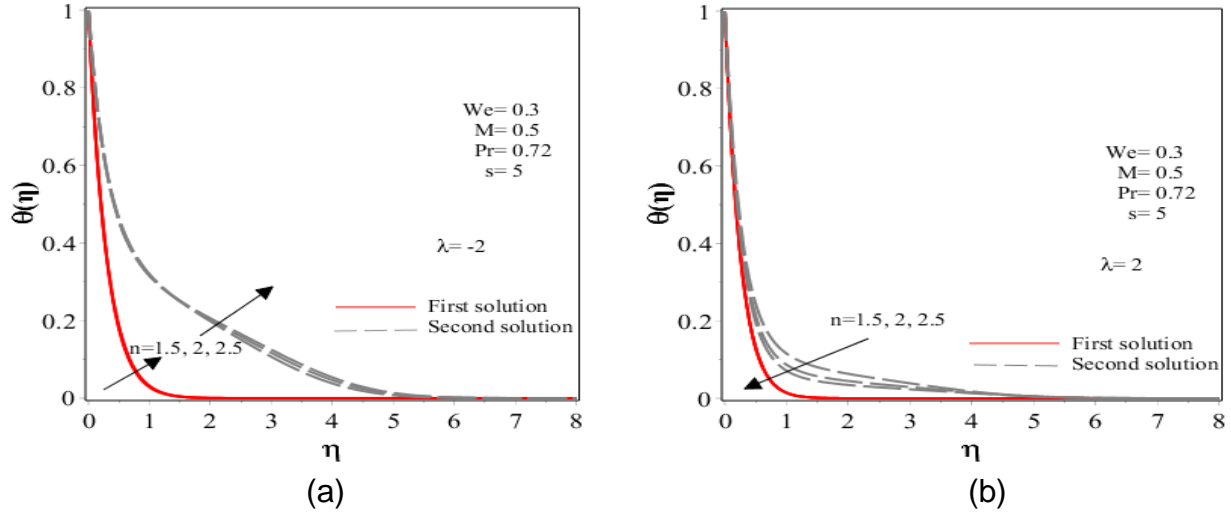 1
0.8
0.6
0.4
0.2
0
θ(η)
We= 0.3
M= 0.5
Pr= 0.72
s= 5
λ= -2
First solution
Second solution
n=1.5, 2, 2.5
0 1 2 3 4 5 6 7 8
η
(a)
1
0.8
0.6
0.4
0.2
0
θ(η)
We= 0.3
M= 0.5
Pr= 0.72
s= 5
λ= 2
n=1.5, 2, 2.5
First solution
Second solution
0 1 2 3 4 5 6 7 8
η
(b)